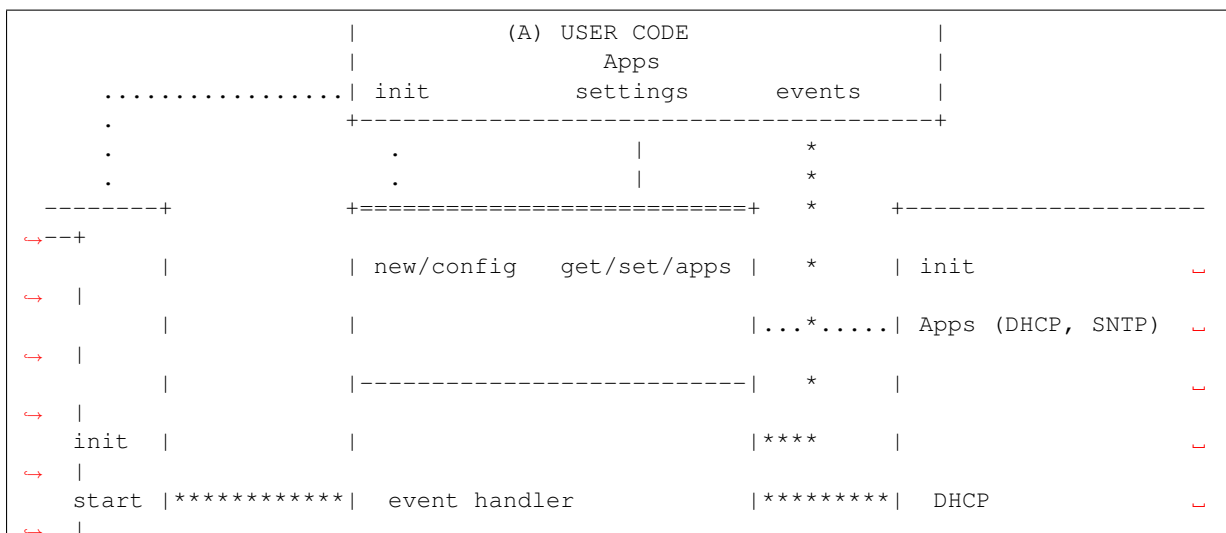 |          (A) USER CODE                 |
|                 Apps                   |
.................| init          settings      events     |
.                +----------------------------------------+
.                   .                |           *
.                   .                |           *
--------+            +===========================+   *     +---------------------
↪--+
|            | new/config   get/set/apps |   *     | init ␣
↪  |
|            |                           |...*.....| Apps (DHCP, SNTP) ␣
↪  |
|            |---------------------------|   *     | ␣
↪  |
init  |            |                           |****     | ␣
↪  |
start |************|  event handler            |*********|  DHCP ␣
↪  |